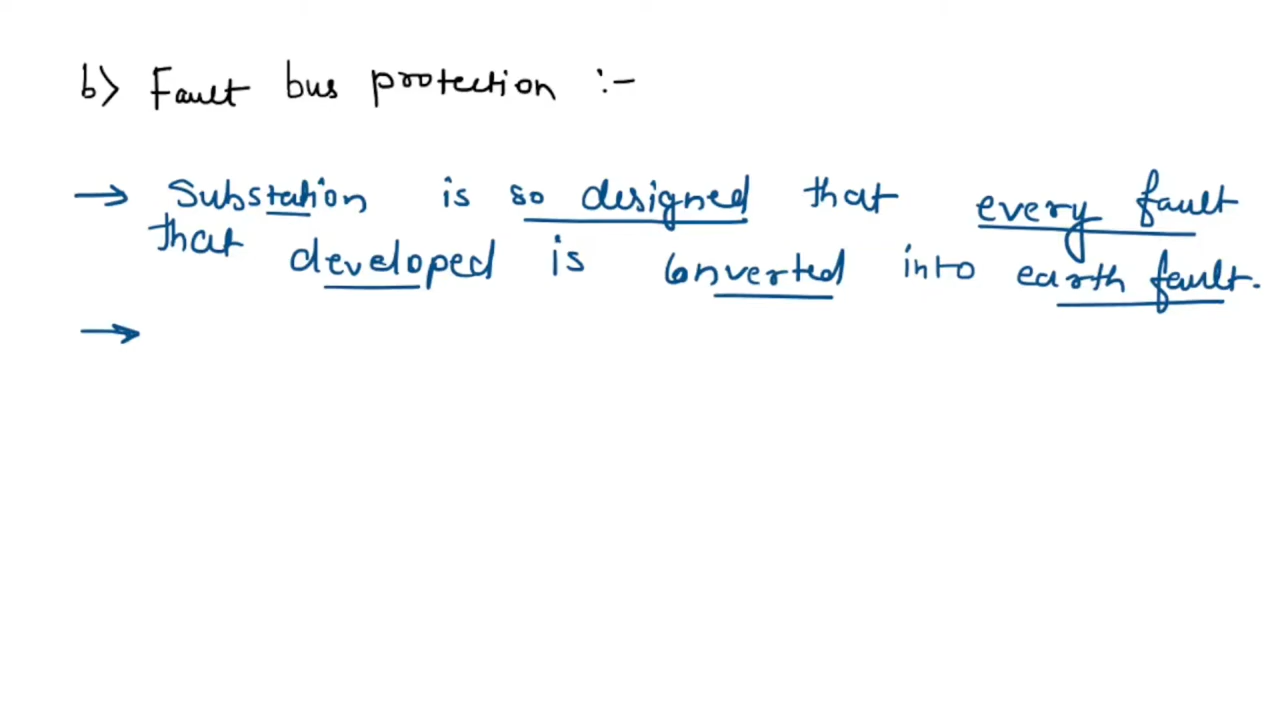 b) Fault bus protection :-
→ Substation is so designed that every fault
that developed is converted into earth fault.
→